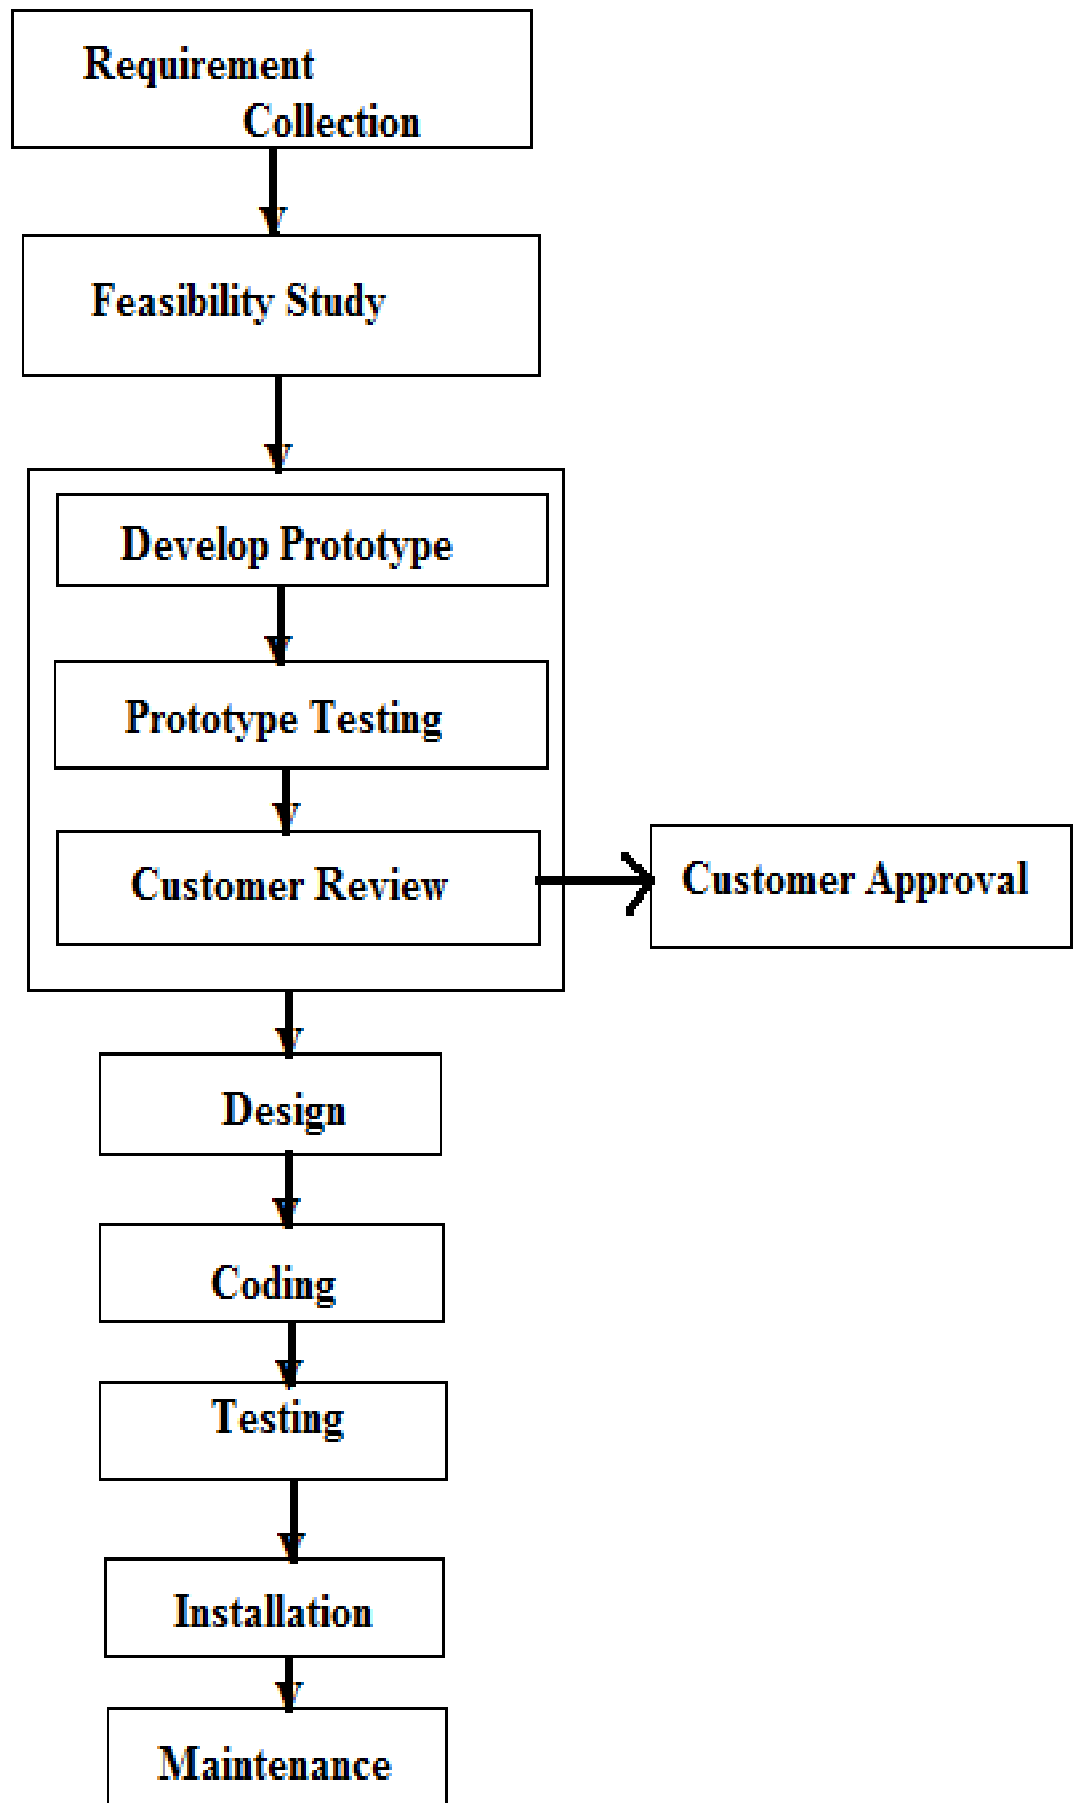 Requirement
Collection
Feasibility Study
Develop Prototype
Prototype Testing
Customer Review
Customer Approval
Design
Coding
Testing
Installation
Maintenance